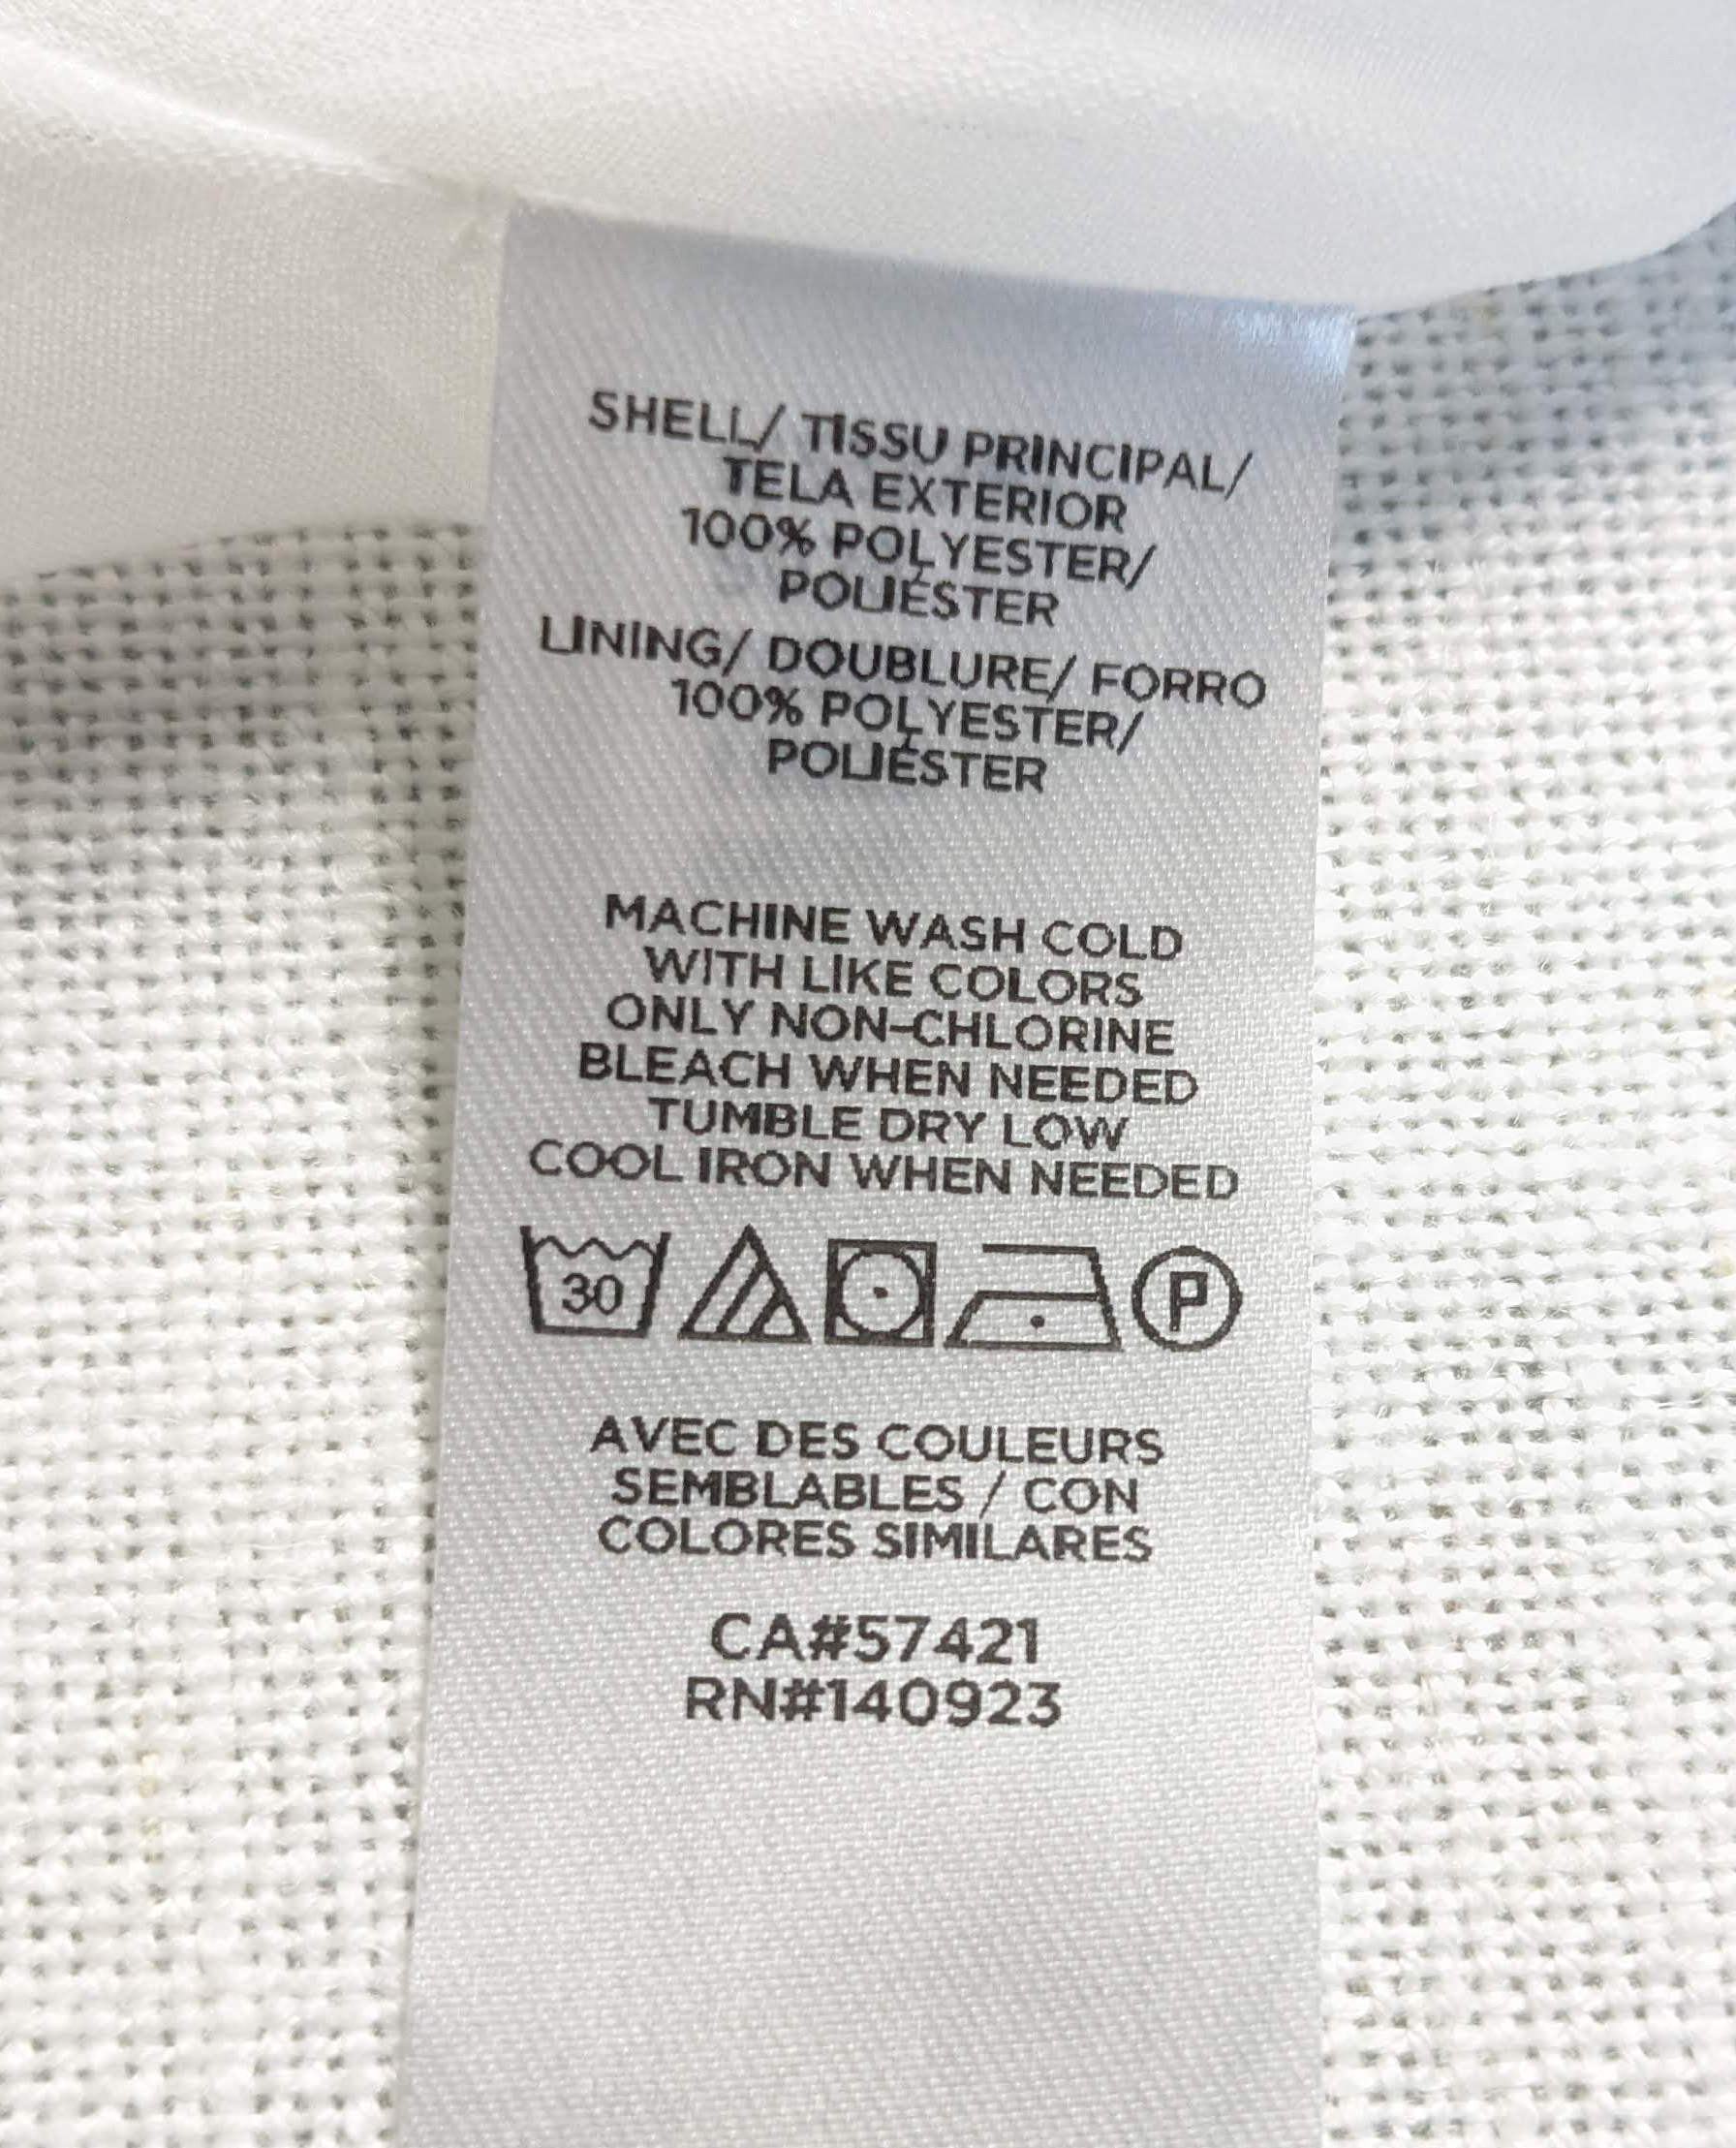 SHELL/ TISSU PRINCIPAL/
TELA EXTERIOR
100% POLYESTER/
POLIÉSTER
LINING/ DOUBLURE/ FORRO
100% POLYESTER/
POLIÉSTER
MACHINE WASH COLD
WITH LIKE COLORS
ONLY NON-CHLORINE
BLEACH WHEN NEEDED
TUMBLE DRY LOW
COOL IRON WHEN NEEDED
30 P
AVEC DES COULEURS
SEMBLABLES / CON
COLORES SIMILARES
CA#57421
RN#140923